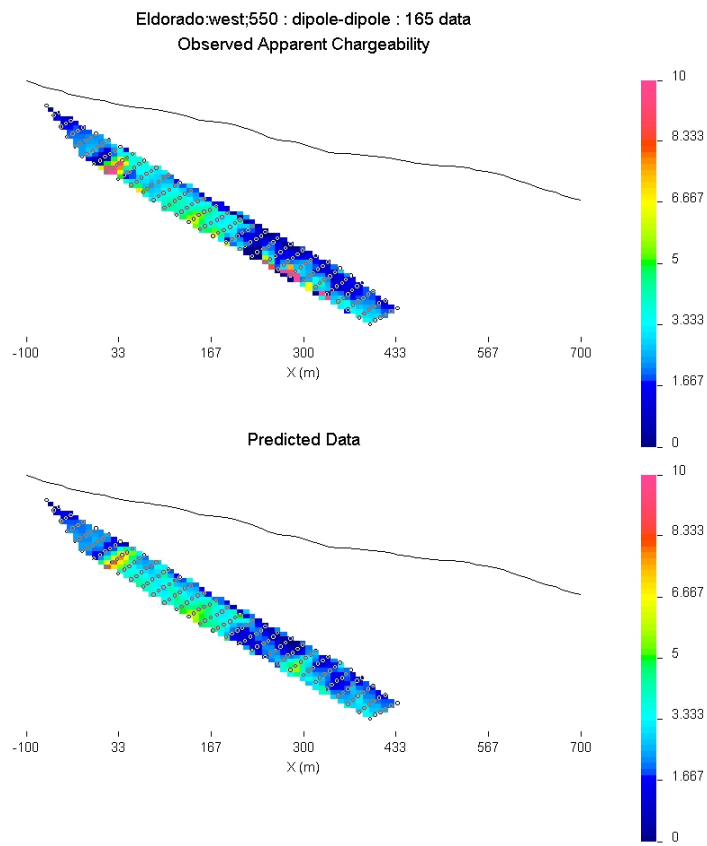 Eldorado:west;550 : dipole-dipole : 165 data
Observed Apparent Chargeability
10
8.333
6.667
5
3.333
1.667
0
-100 33 167 300 433 567 700
X (m)
Predicted Data
10
8.333
6.667
5
3.333
1.667
0
-100 33 167 300 433 567 700
X (m)